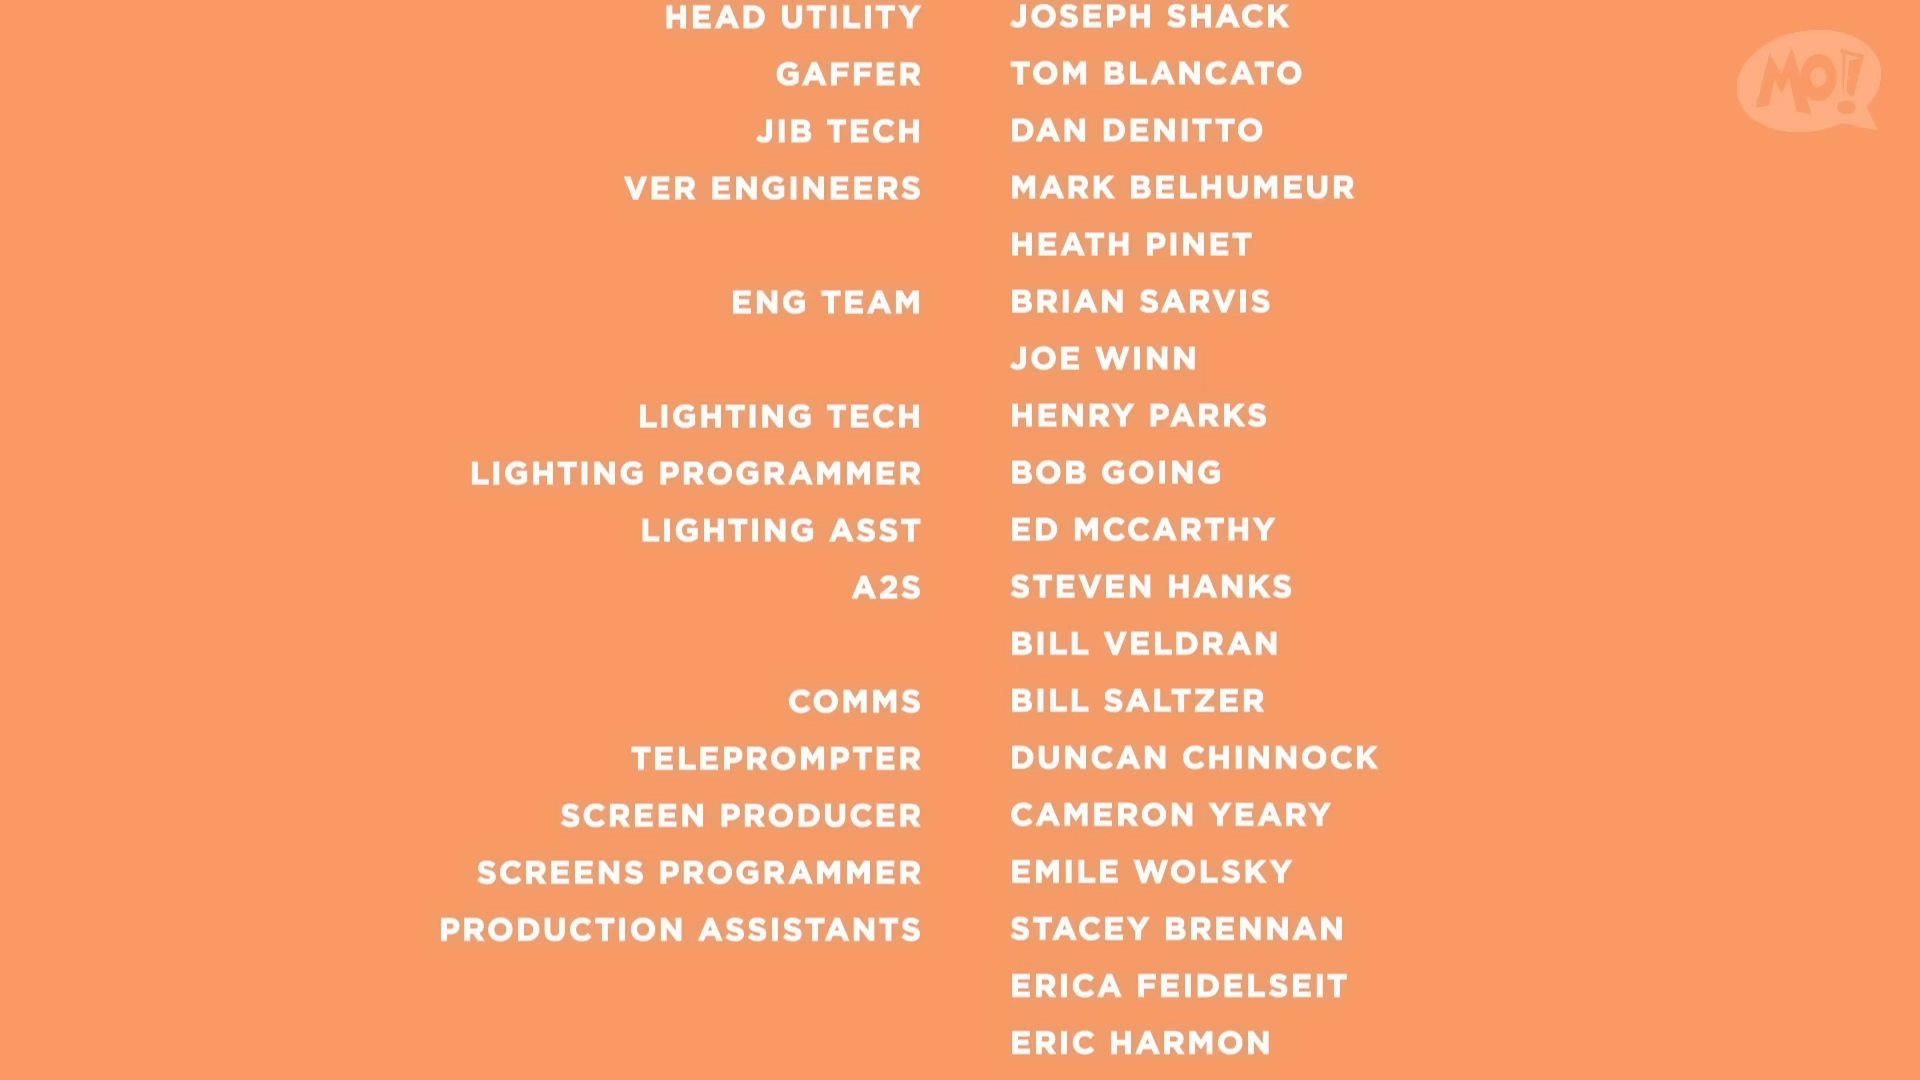 HEAD UTILITY JOSEPH SHACK
GAFFER TOM BLANCATO
JIB TECH DAN DENITTO
VER ENGINEERS MARK BELHUMEUR
HEATH PINET
ENG TEAM BRIAN SARVIS
JOE WINN
LIGHTING TECH HENRY PARKS
LIGHTING PROGRAMMER BOB GOING
LIGHTING ASST ED MCCARTHY
A2S STEVEN HANKS
BILL VELDRAN
COMMS BILL SALTZER
TELEPROMPTER DUNCAN CHINNOCK
SCREEN PRODUCER CAMERON YEARY
SCREENS PROGRAMMER EMILE WOLSKY
PRODUCTION ASSISTANTS STACEY BRENNAN
ERICA FEIDELSEIT
ERIC HARMON
MO!